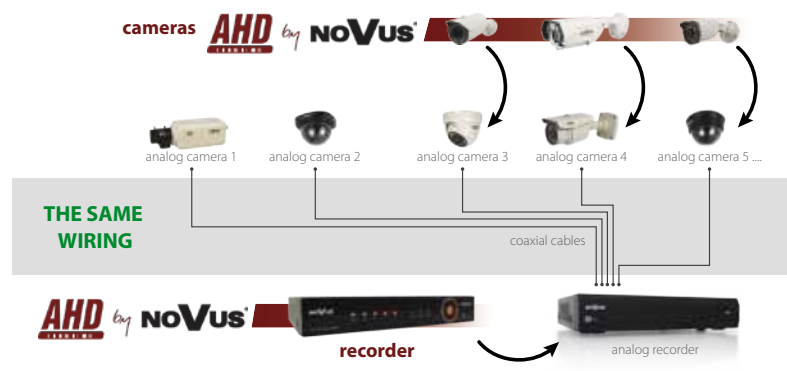 cameras AHD by NOVUS®
analog camera 1
analog camera 2
analog camera 3
analog camera 4
analog camera 5 ....
THE SAME
WIRING
coaxial cables
AHD by NOVUS®
NOVUS
recorder
analog recorder